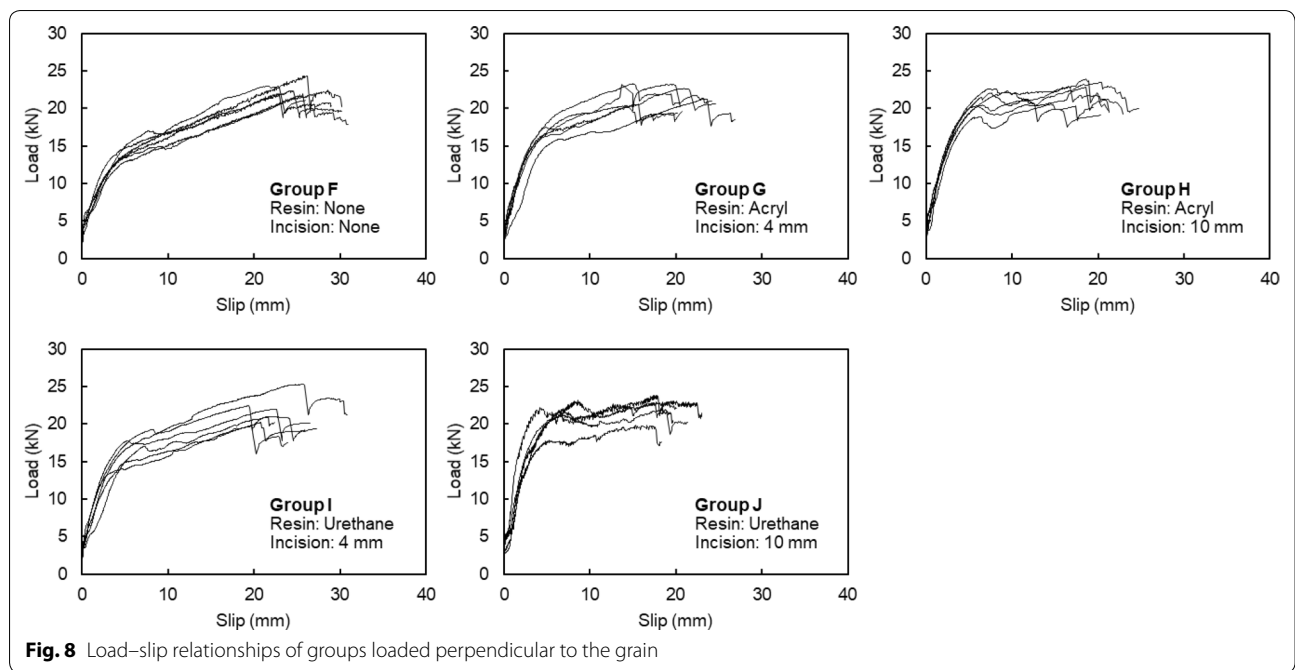 30
25
20
15
10
5
0
Load (kN)
Group F
Resin: None
Incision: None
0 10 20 30 40
Slip (mm)
30
25
20
15
10
5
0
Load (kN)
Group G
Resin: Acryl
Incision: 4 mm
0 10 20 30 40
Slip (mm)
30
25
20
15
10
5
0
Load (kN)
Group H
Resin: Acryl
Incision: 10 mm
0 10 20 30 40
Slip (mm)
30
25
20
15
10
5
0
Load (kN)
Group I
Resin: Urethane
Incision: 4 mm
0 10 20 30 40
Slip (mm)
30
25
20
15
10
5
0
Load (kN)
Group J
Resin: Urethane
Incision: 10 mm
0 10 20 30 40
Slip (mm)
Fig. 8 Load–slip relationships of groups loaded perpendicular to the grain